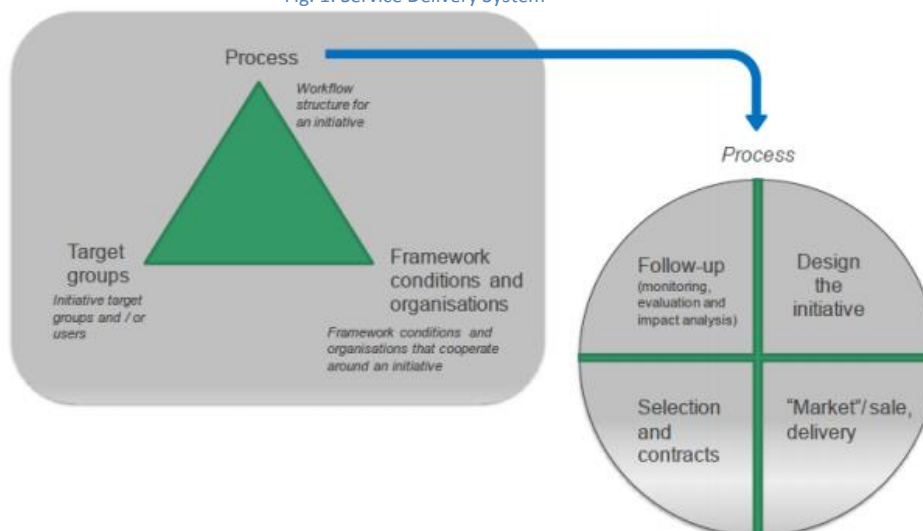 Fig. 1. Service Delivery System
Process
Workflow
structure for
an initiative
Target
groups
Initiative target
groups and / or
users
Framework
conditions and
organisations
Framework conditions and
organisations that cooperate
around an initiative
Process
Follow-up
(monitoring,
evaluation and
impact analysis)
Design
the
initiative
Selection
and
contracts
"Market"/ sale,
delivery